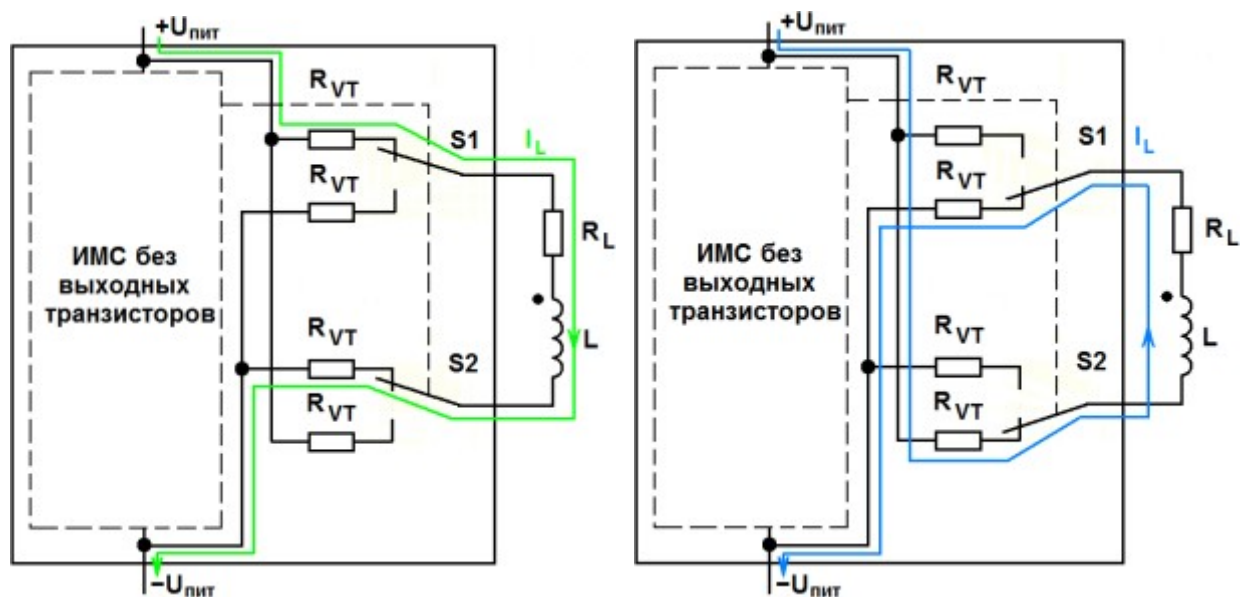 +Uпит
RVT
S1
IL
RVT
RL
ИМС без
выходных
транзисторов
RVT
S2
L
RVT
−Uпит
+Uпит
RVT
S1
IL
RVT
RL
ИМС без
выходных
транзисторов
RVT
S2
L
RVT
−Uпит